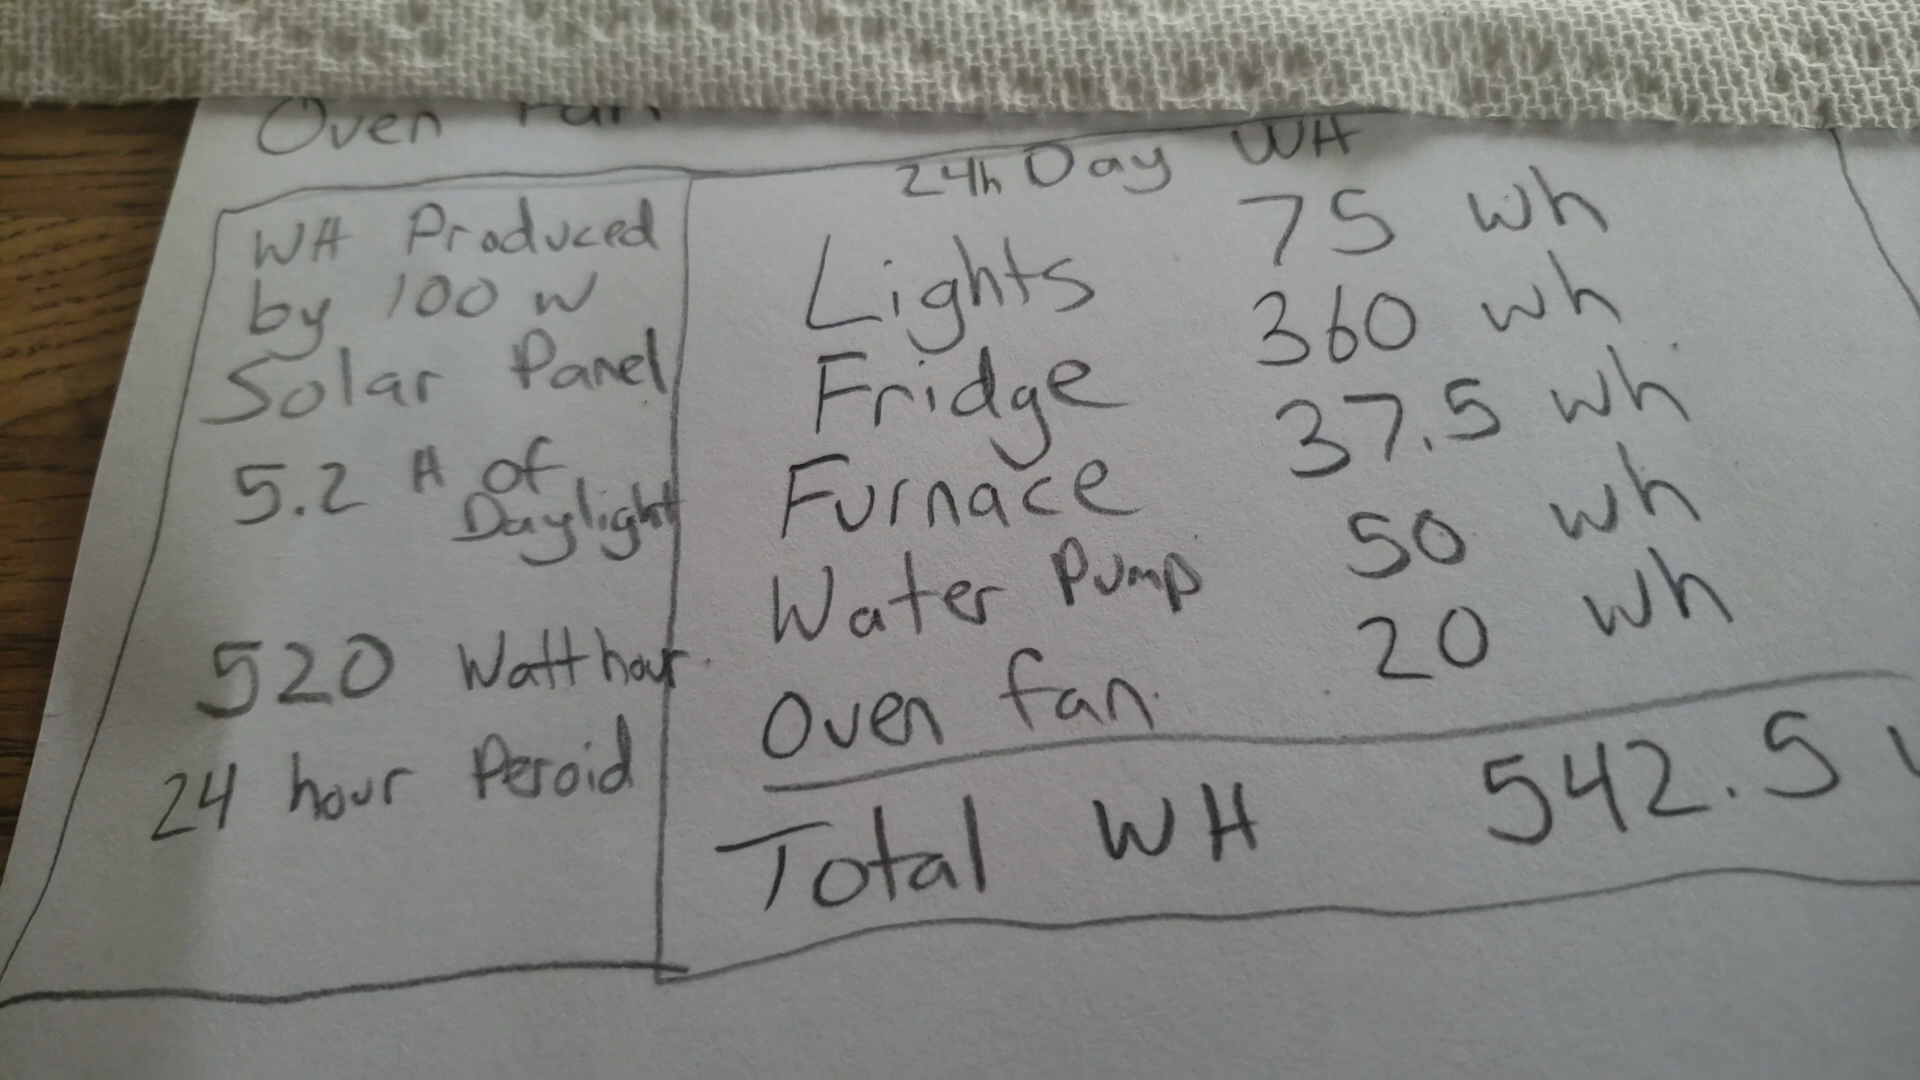 Oven Fan
WH Produced
by 100 W
Solar Panel
5.2 H of
Daylight
520 Watt hour
24 hour Peroid
24h Day WH
Lights 75 Wh
Fridge 360 Wh
Furnace 37.5 Wh
Water Pump 50 Wh
Oven fan 20 Wh
Total WH 542.5